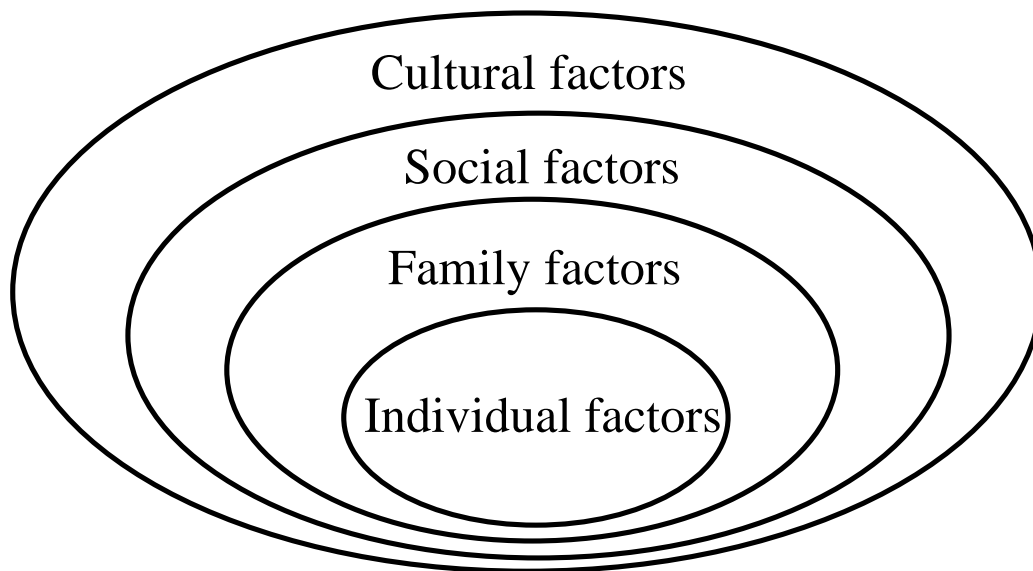 Cultural factors
Social factors
Family factors
Individual factors